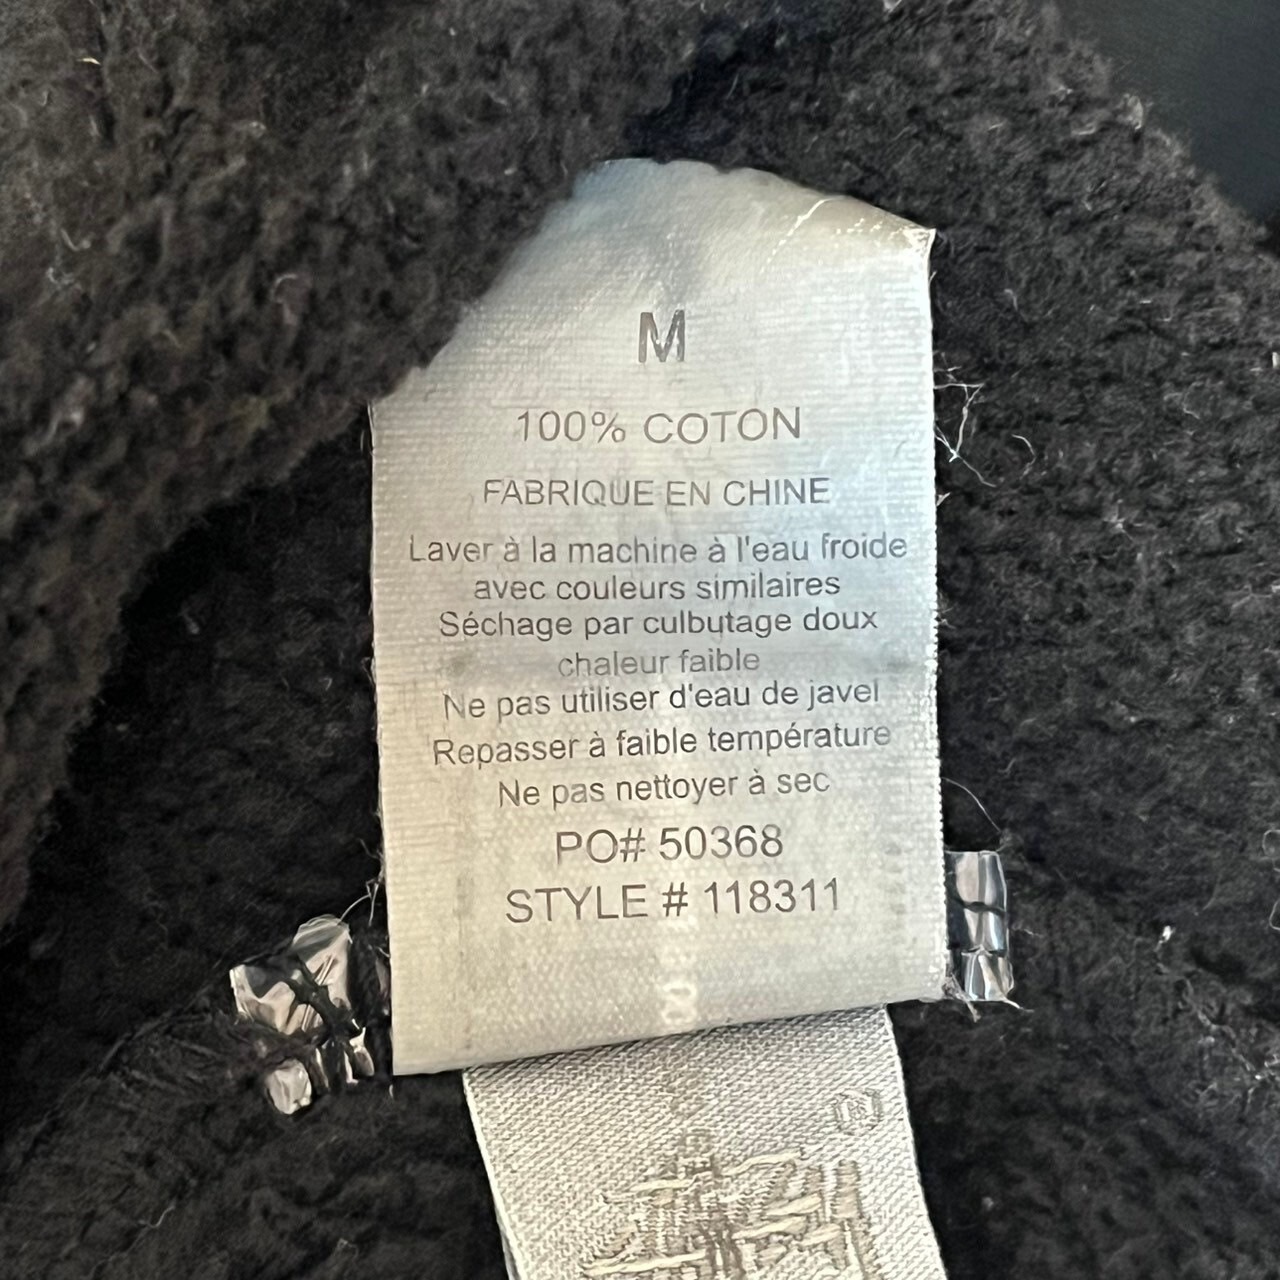 M
100% COTON
FABRIQUE EN CHINE
Laver à la machine à l'eau froide
avec couleurs similaires
Séchage par culbutage doux
chaleur faible
Ne pas utiliser d'eau de javel
Repasser à faible température
Ne pas nettoyer à sec
PO# 50368
STYLE # 118311